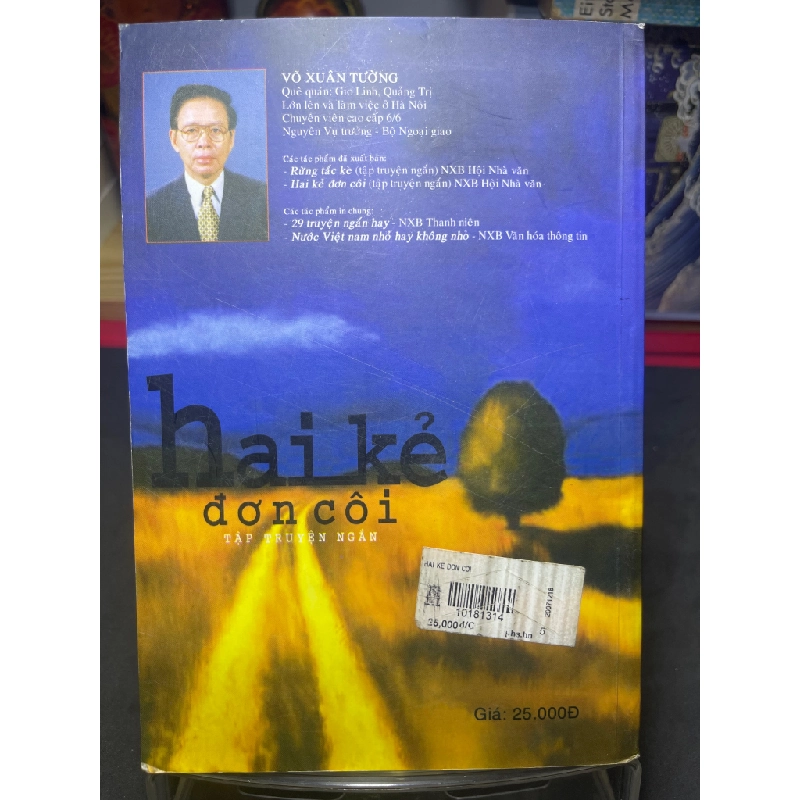 VÕ XUÂN TƯỜNG
Quê quán: Gio Linh, Quảng Trị
Lớn lên và làm việc ở Hà Nội
Chuyên viên cao cấp 6/6
Nguyên Vụ trưởng - Bộ Ngoại giao
Các tác phẩm đã xuất bản:
- Rừng tắc kè (tập truyện ngắn) NXB Hội Nhà văn
- Hai kẻ đơn côi (tập truyện ngắn) NXB Hội Nhà văn
Các tác phẩm in chung:
- 29 truyện ngắn hay - NXB Thanh niên
- Nước Việt nam nhỏ hay không nhỏ - NXB Văn hóa thông tin
hai kẻ
đơn côi
TẬP TRUYỆN NGẮN
HAI KẺ ĐƠN CÔI
10181314
25,000đ/C
Giá: 25.000Đ